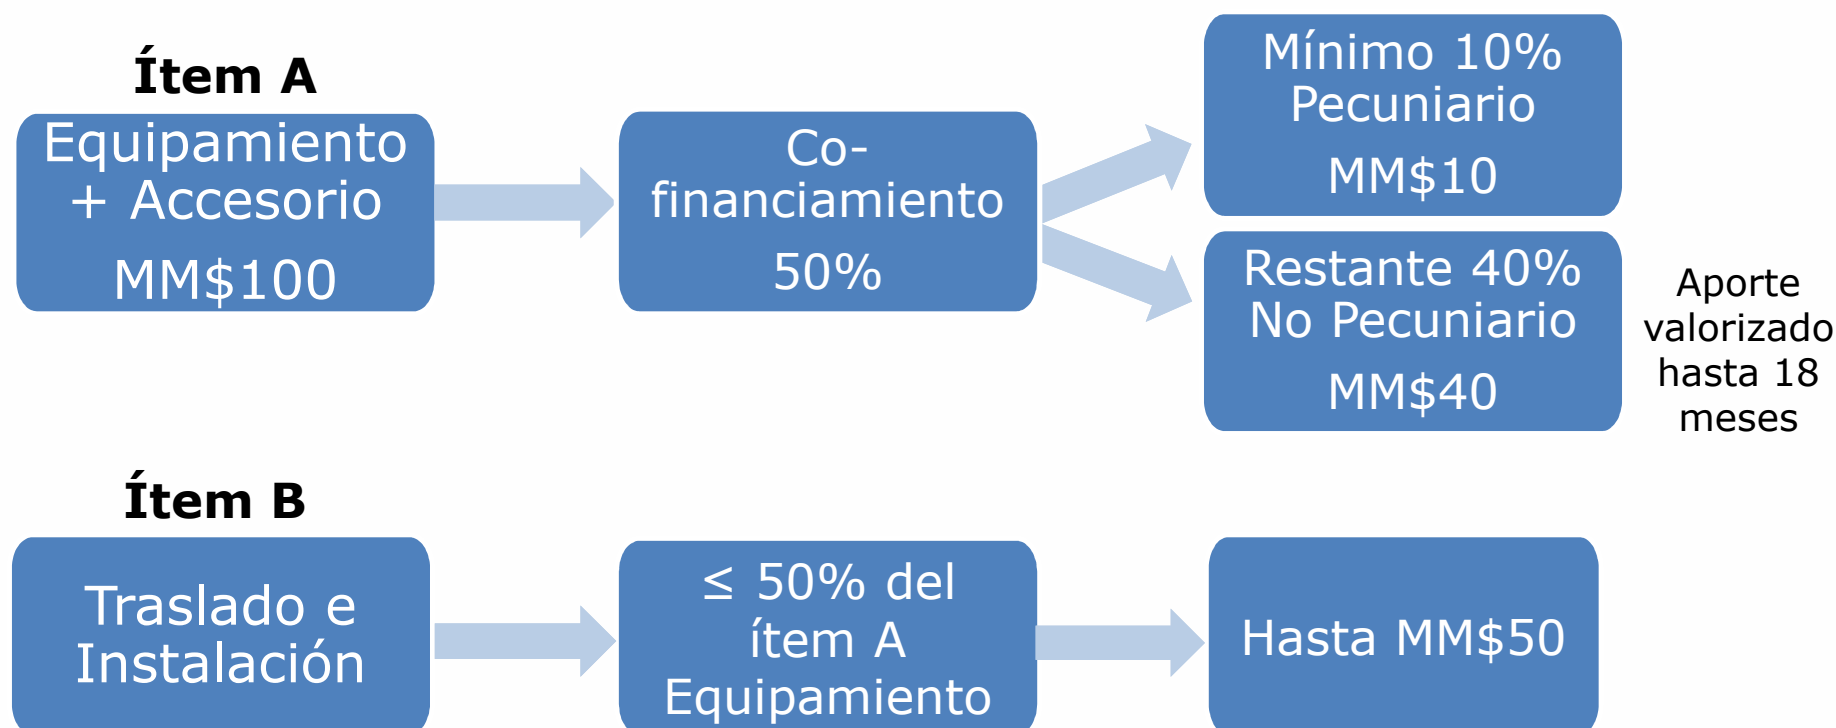 Ítem A
Equipamiento
+ Accesorio
MM$100
Co-
financiamiento
50%
Mínimo 10%
Pecuniario
MM$10
Restante 40%
No Pecuniario
MM$40
Aporte
valorizado
hasta 18
meses
Ítem B
Traslado e
Instalación
≤ 50% del
ítem A
Equipamiento
Hasta MM$50